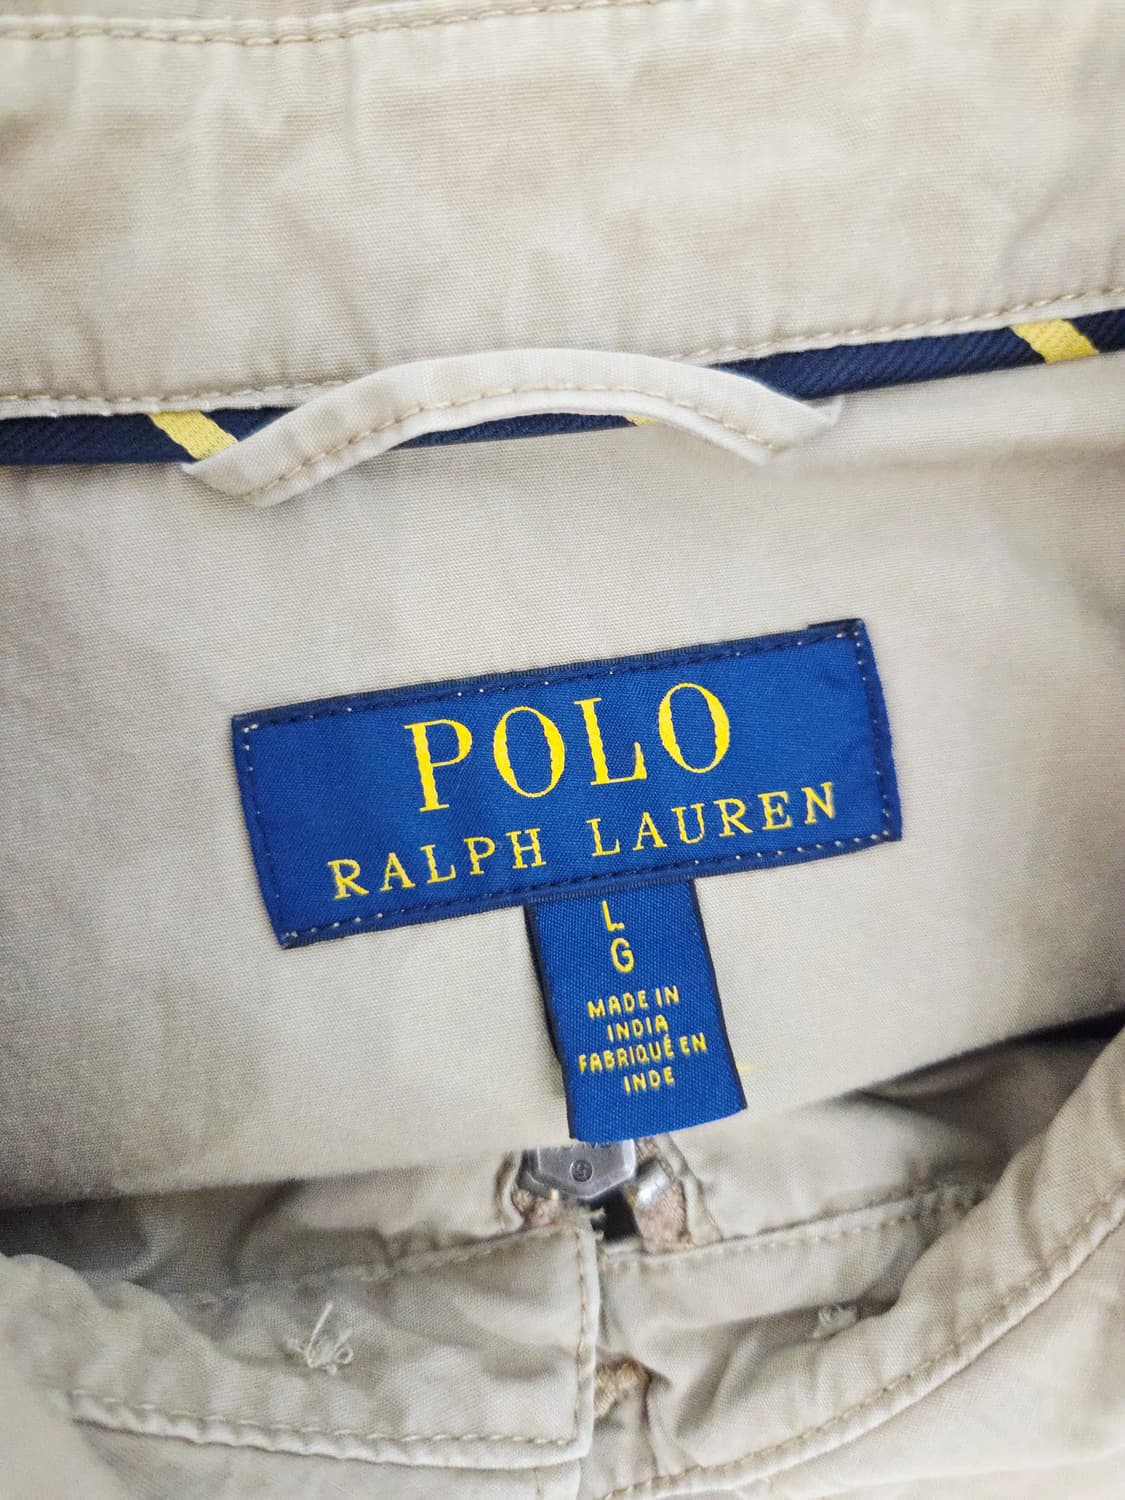 POLO
RALPH LAUREN
L
G
MADE IN
INDIA
FABRIQUÉ EN
INDE